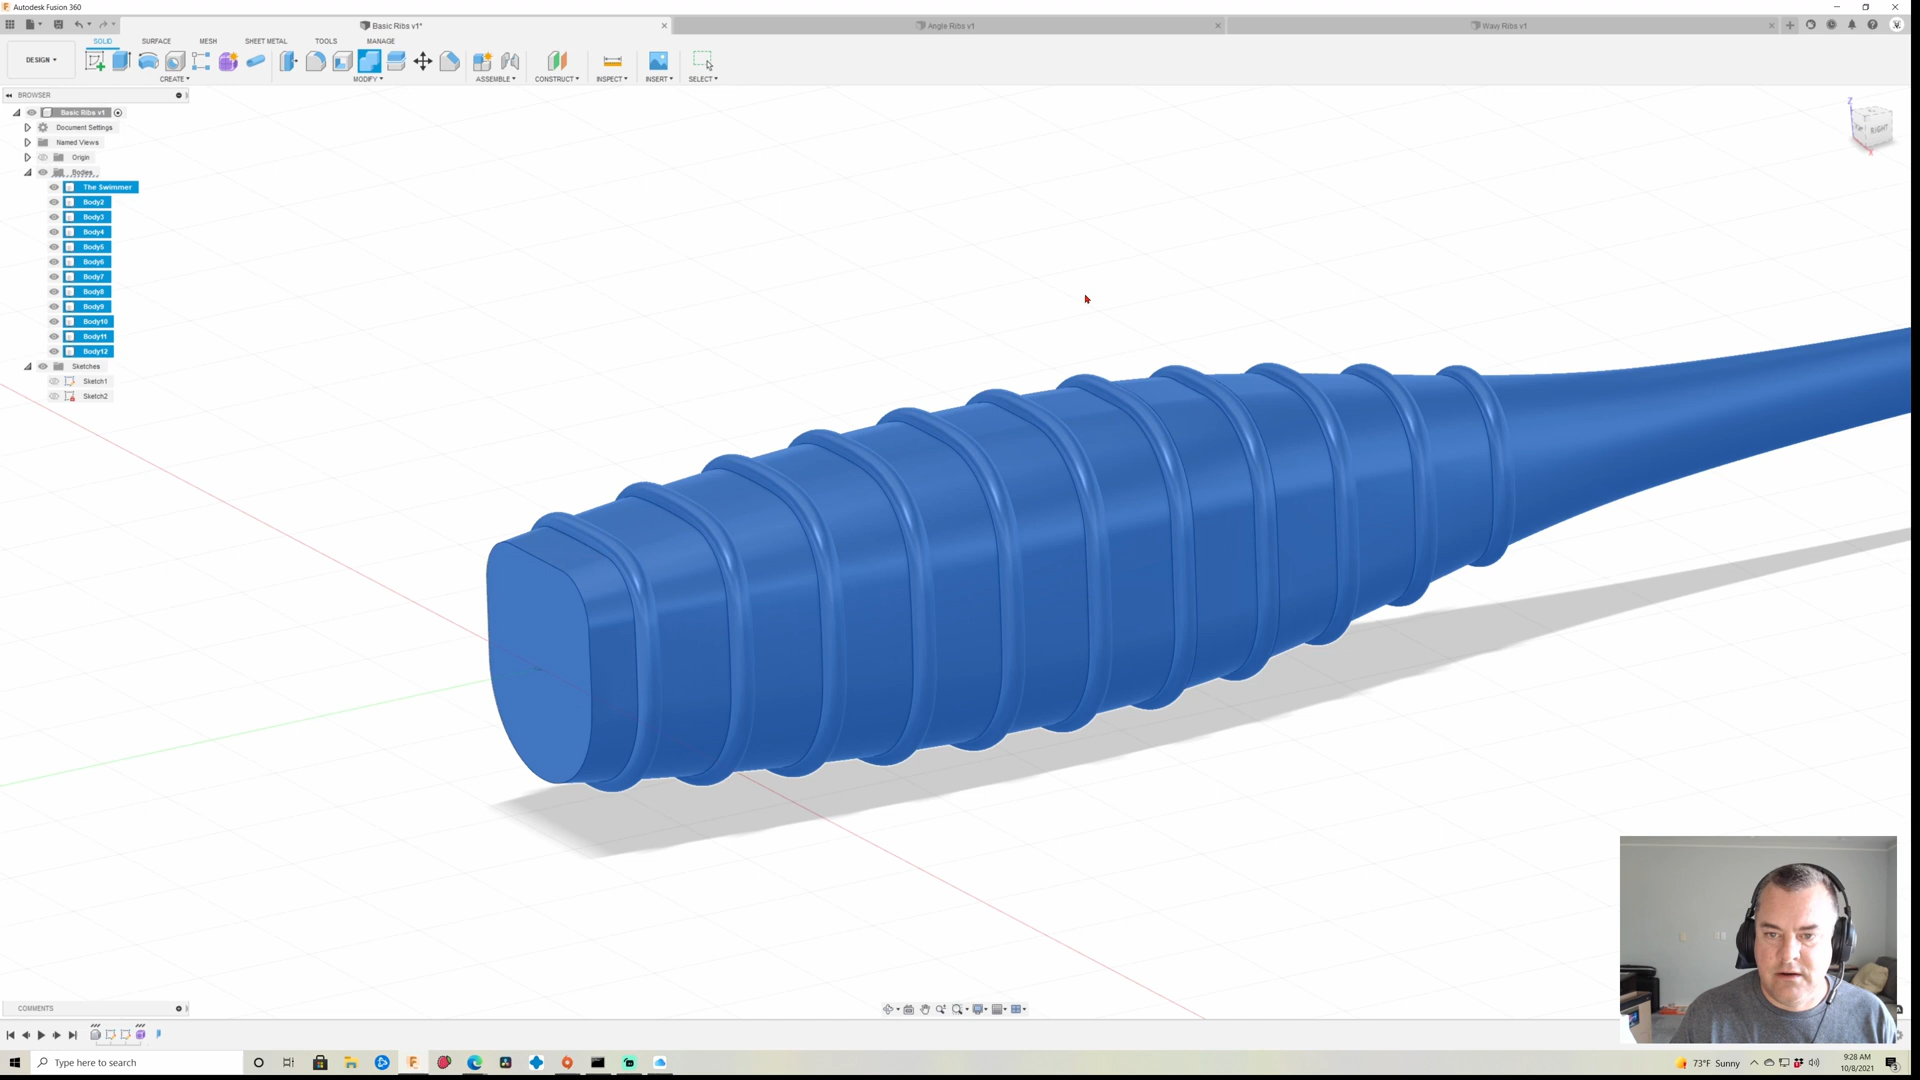 Autodesk Fusion 360
Basic Ribs v1*
Angle Ribs v1
Wavy Ribs v1
SOLID
SURFACE
MESH
SHEET METAL
TOOLS
MANAGE
DESIGN
CREATE
MODIFY
ASSEMBLE
CONSTRUCT
INSPECT
INSERT
SELECT
BROWSER
Basic Ribs v1
Document Settings
Named Views
Origin
Bodies
The Swimmer
Body2
Body3
Body4
Body5
Body6
Body7
Body8
Body9
Body10
Body11
Body12
Sketches
Sketch1
Sketch2
Z
RIGHT
X
COMMENTS
Type here to search
73°F Sunny
9:28 AM
10/8/2021